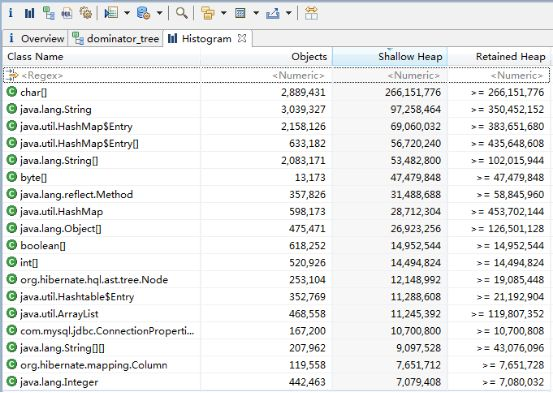 i Overview dominator_tree Histogram
Class Name Objects Shallow Heap Retained Heap
<Regex> <Numeric> <Numeric> <Numeric>
char[] 2,889,431 266,151,776 >= 266,151,776
java.lang.String 3,039,327 97,258,464 >= 350,452,152
java.util.HashMap$Entry 2,158,126 69,060,032 >= 383,651,680
java.util.HashMap$Entry[] 633,182 56,720,240 >= 435,648,608
java.lang.String[] 2,083,171 53,482,800 >= 102,015,944
byte[] 13,173 47,479,848 >= 47,479,848
java.lang.reflect.Method 357,826 31,488,688 >= 58,845,960
java.util.HashMap 598,173 28,712,304 >= 453,702,144
java.lang.Object[] 475,471 26,923,256 >= 126,501,128
boolean[] 618,252 14,952,544 >= 14,952,544
int[] 520,926 14,494,824 >= 14,494,824
org.hibernate.hql.ast.tree.Node 253,104 12,148,992 >= 19,085,448
java.util.Hashtable$Entry 352,769 11,288,608 >= 21,192,904
java.util.ArrayList 468,558 11,245,392 >= 119,807,352
com.mysql.jdbc.ConnectionProperti... 167,200 10,700,800 >= 10,700,808
java.lang.String[][] 207,962 9,097,528 >= 43,076,096
org.hibernate.mapping.Column 119,558 7,651,712 >= 7,651,728
java.lang.Integer 442,463 7,079,408 >= 7,080,032